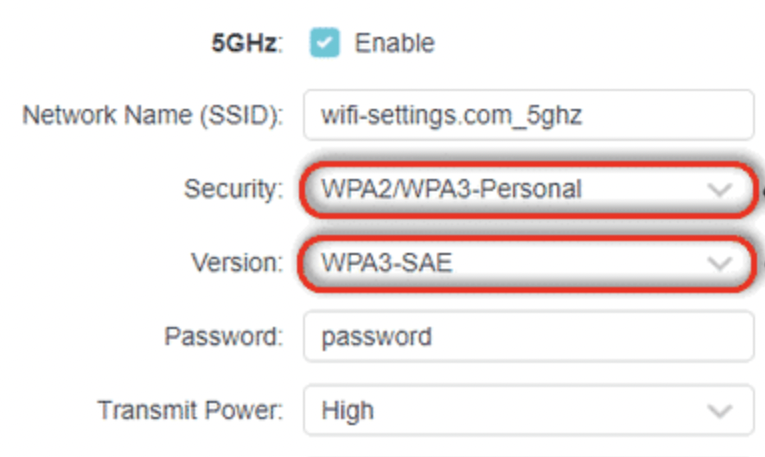 5GHz: Enable
Network Name (SSID): wifi-settings.com_5ghz
Security: WPA2/WPA3-Personal
Version: WPA3-SAE
Password: password
Transmit Power: High